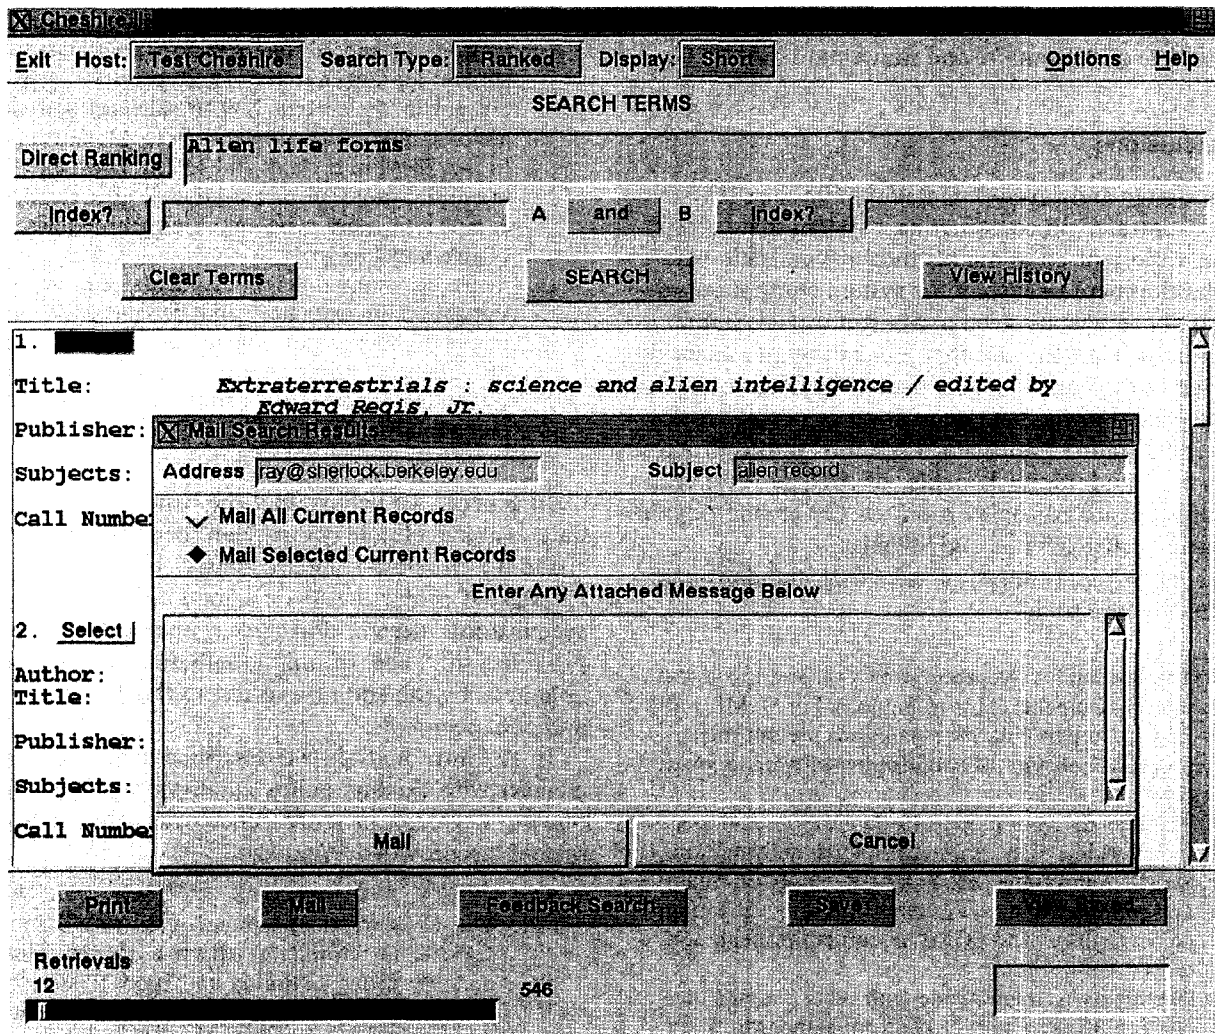 X Cheshire II
Exit Host: Test Cheshire Search Type: Ranked Display: Short Options Help
SEARCH TERMS
Direct Ranking Alien life forms
Index? A and B Index?
Clear Terms SEARCH View History
1.
Title: Extraterrestrials : science and alien intelligence / edited by
Edward Regis, Jr.
Publisher: X Mail Search Results
Subjects: Address ray@sherlock.berkeley.edu Subject alien record
Call Number Mail All Current Records
Mail Selected Current Records
Enter Any Attached Message Below
2. Select
Author:
Title:
Publisher:
Subjects:
Call Number
Mail Cancel
Print Mail Feedback Search Save View Saved
Retrievals
12 546